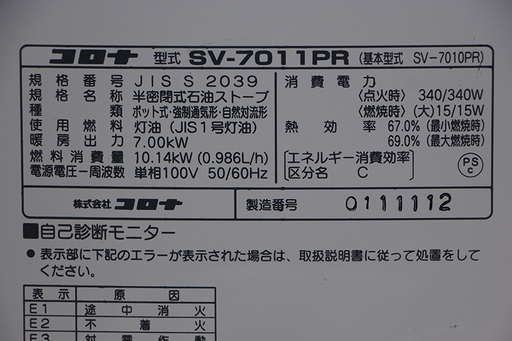 コロナ 型式 SV-7011PR (基本型式 SV-7010PR)
規格番号 JIS S 2039
規格名称 半密閉式石油ストーブ
種類 ポット式・強制通気形・自然対流形
使用燃料 灯油 (JIS1号灯油)
暖房出力 7.00kW
燃料消費量 10.14kW (0.986L/h)
電源電圧ー周波数 単相100V 50/60Hz
消費電力
〈点火時〉 340/340W
〈燃焼時〉 (大)15/15W
熱効率 67.0% (最小燃焼時)
69.0% (最大燃焼時)
エネルギー消費効率
区分名 C
PS
C
株式会社 コロナ 製造番号 0111112
■自己診断モニター
● 表示部に下記のエラーが表示された場合は、取扱説明書に従って処置をして
ください。
表示 原因
E1 途中消火
E2 不着火
E3 対震作動